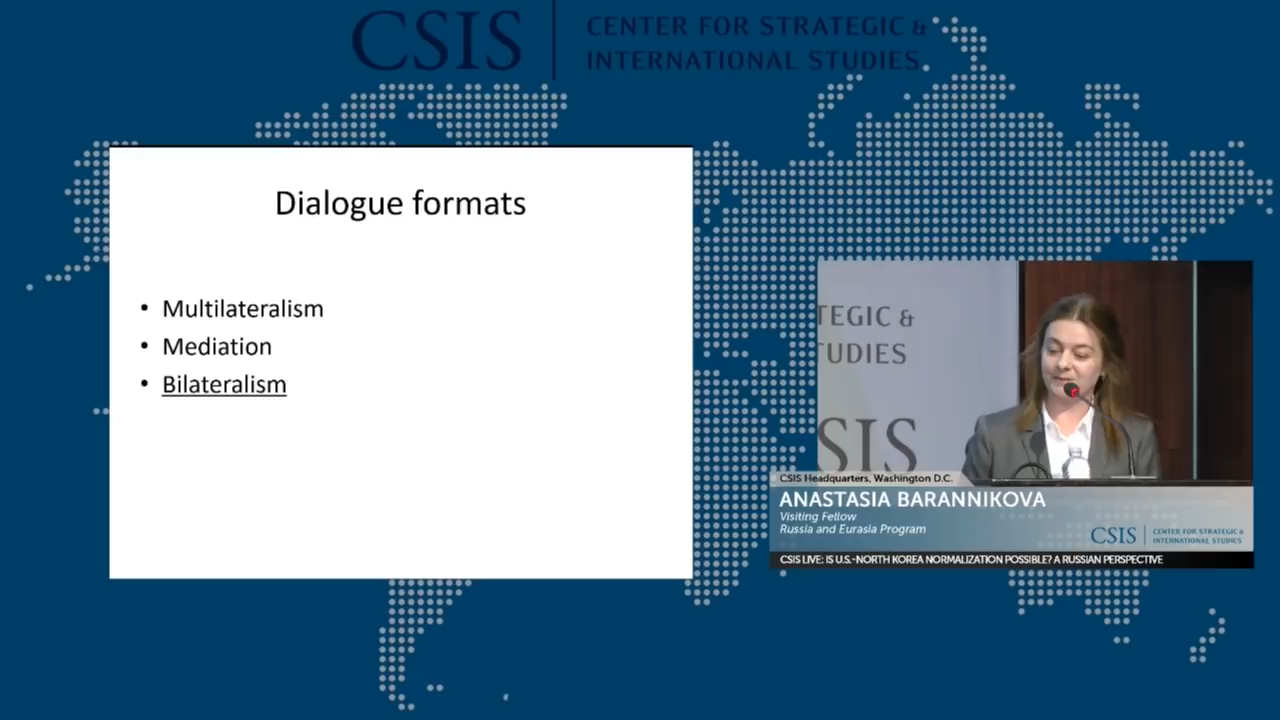 CSIS
CENTER FOR STRATEGIC &
INTERNATIONAL STUDIES
Dialogue formats
• Multilateralism
• Mediation
• Bilateralism
TEGIC &
TUDIES
SIS
CSIS Headquarters, Washington D.C.
ANASTASIA BARANNIKOVA
Visiting Fellow
Russia and Eurasia Program
CSIS
CENTER FOR STRATEGIC &
INTERNATIONAL STUDIES
CSIS LIVE: IS U.S.-NORTH KOREA NORMALIZATION POSSIBLE? A RUSSIAN PERSPECTIVE